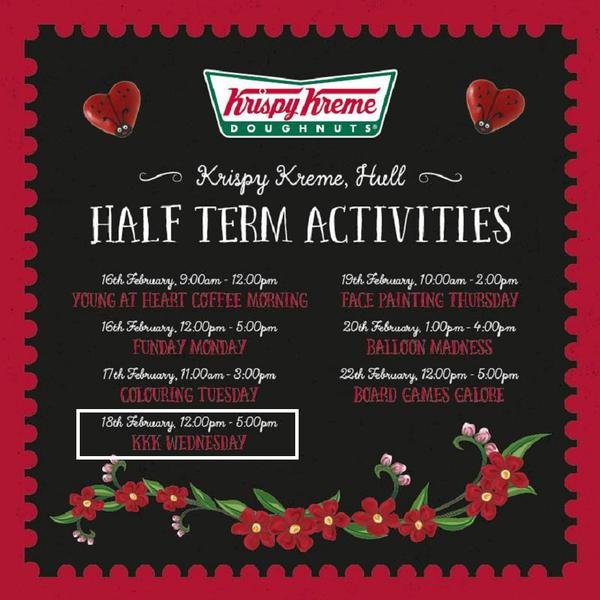 Krispy Kreme
DOUGHNUTS®
Krispy Kreme, Hull
HALF TERM ACTIVITIES
16th February, 9:00am - 12:00pm
YOUNG AT HEART COFFEE MORNING
16th February, 12:00pm - 5:00pm
FUNDAY MONDAY
17th February, 11:00am - 3:00pm
COLOURING TUESDAY
18th February, 12:00pm - 5:00pm
KKK WEDNESDAY
19th February, 10:00am - 2:00pm
FACE PAINTING THURSDAY
20th February, 1:00pm - 4:00pm
BALLOON MADNESS
22th February, 12:00pm - 5:00pm
BOARD GAMES GALORE